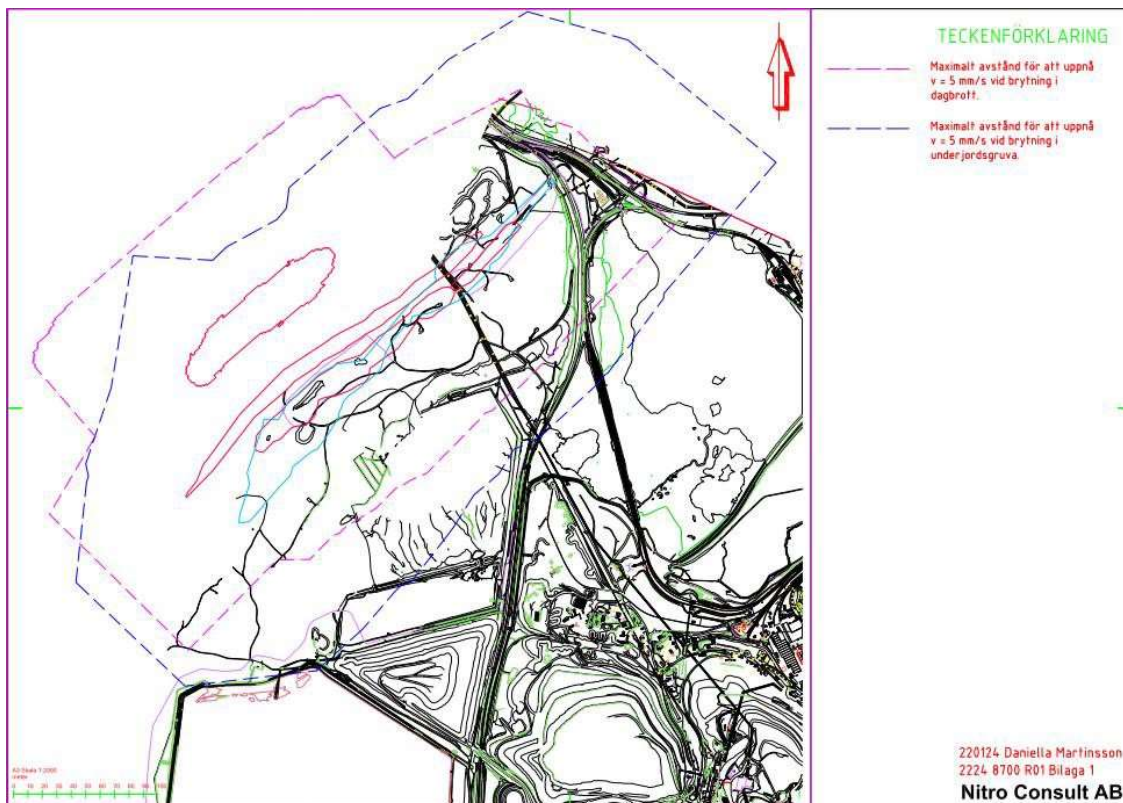 TECKENFÖRKLARING
Maximalt avstånd för att uppnå
v = 5 mm/s vid brytning i
dagbrott.
Maximalt avstånd för att uppnå
v = 5 mm/s vid brytning i
underjordsgruva.
220124 Daniella Martinsson
2224 8700 R01 Bilaga 1
Nitro Consult AB